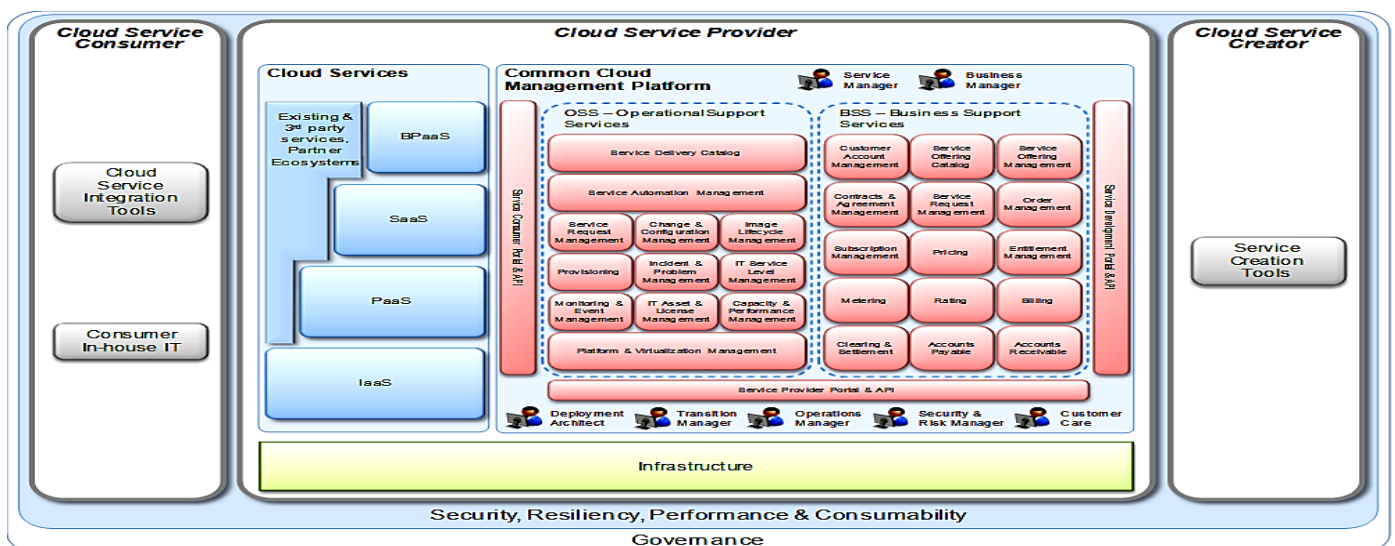 Cloud Service
Consumer
Cloud Service
Integration
Tools
Consumer
In-house IT
Cloud Service Provider
Cloud Services
Existing &
3rd party
services,
Partner
Ecosystems
BPaaS
SaaS
PaaS
IaaS
Common Cloud
Management Platform
Service
Manager
Business
Manager
Service Consumer Portal & API
OSS – Operational Support
Services
Service Delivery Catalog
Service Automation Management
Service
Request
Management
Change &
Configuration
Management
Image
Lifecycle
Management
Provisioning
Incident &
Problem
Management
IT Service
Level
Management
Monitoring &
Event
Management
IT Asset &
License
Management
Capacity &
Performance
Management
Platform & Virtualization Management
BSS – Business Support
Services
Customer
Account
Management
Service
Offering
Catalog
Service
Offering
Management
Contracts &
Agreement
Management
Service
Request
Management
Order
Management
Subscription
Management
Pricing
Entitlement
Management
Metering
Rating
Billing
Clearing &
Settlement
Accounts
Payable
Accounts
Receivable
Service Development Portal & API
Service Provider Portal & API
Deployment
Architect
Transition
Manager
Operations
Manager
Security &
Risk Manager
Customer
Care
Infrastructure
Cloud Service
Creator
Service
Creation
Tools
Security, Resiliency, Performance & Consumability
Governance